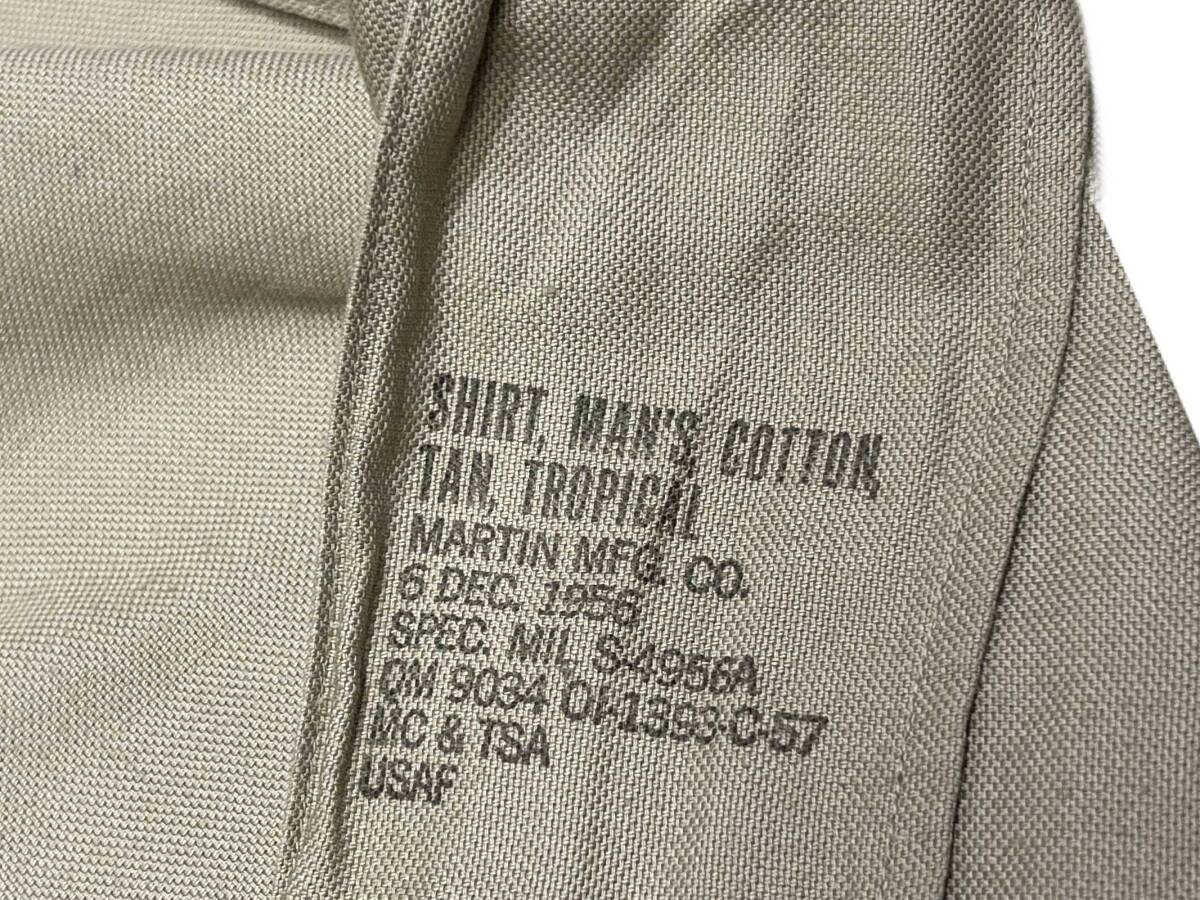 SHIRT, MAN'S, COTTON,
TAN, TROPICAL
MARTIN MFG. CO.
6 DEC. 1956
SPEC. MIL S-4956A
QM 9034 OI-1393-C-57
MC & TSA
USAF